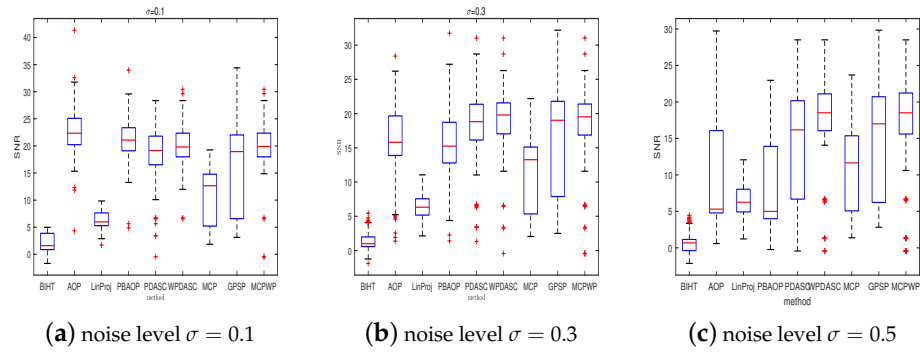 σ=0.1
SNR
40
35
30
25
20
15
10
5
0
BIHT AOP LinProj PBAOP PDASC WPDASC MCP GPSP MCPWP
method
(a) noise level σ = 0.1
σ=0.3
SNR
30
25
20
15
10
5
0
BIHT AOP LinProj PBAOP PDASC WPDASC MCP GPSP MCPWP
method
(b) noise level σ = 0.3
SNR
30
25
20
15
10
5
0
BIHT AOP LinProj PBAOP PDASC WPDASC MCP GPSP MCPWP
method
(c) noise level σ = 0.5